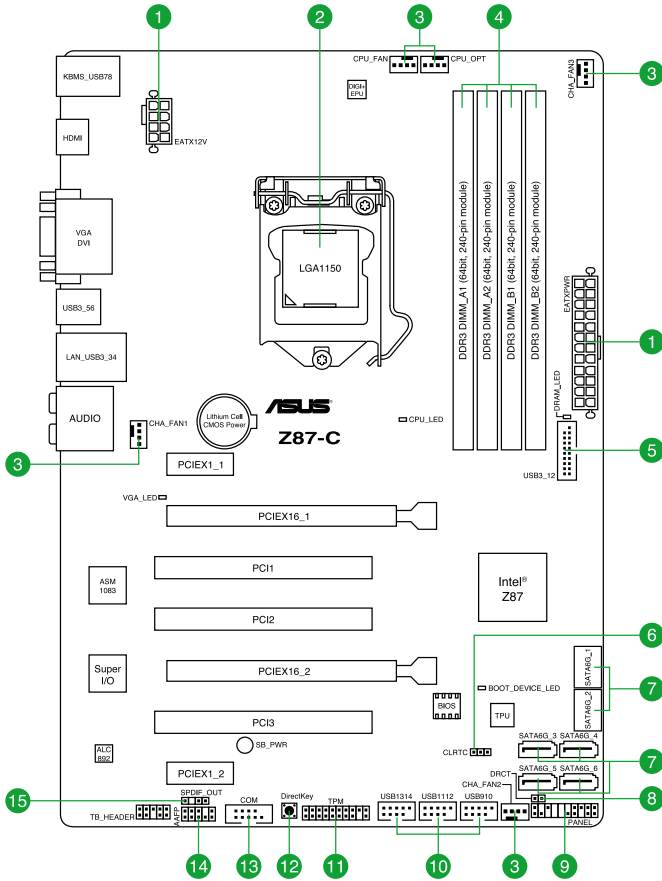 1
2
3
4
CPU_FAN
CPU_OPT
KBMS_USB78
DIGI+
EPU
CHA_FAN3
3
HDMI
EATX12V
VGA
DVI
LGA1150
DDR3 DIMM_A1 (64bit, 240-pin module)
DDR3 DIMM_A2 (64bit, 240-pin module)
DDR3 DIMM_B1 (64bit, 240-pin module)
DDR3 DIMM_B2 (64bit, 240-pin module)
EATXPWR
1
USB3_56
LAN_USB3_34
DRAM_LED
AUDIO
CHA_FAN1
Lithium Cell
CMOS Power
ASUS
Z87-C
CPU_LED
5
3
PCIEX1_1
USB3_12
VGA_LED
PCIEX16_1
PCI1
ASM
1083
Intel®
Z87
PCI2
6
Super
I/O
PCIEX16_2
SATA6G_1
7
BOOT_DEVICE_LED
SATA6G_2
BIOS
TPU
PCI3
SB_PWR
ALC
892
CLRTC
SATA6G_3
SATA6G_4
7
PCIEX1_2
DRCT
SATA6G_5
SATA6G_6
CHA_FAN2
15
SPDIF_OUT
COM
DirectKey
TPM
USB1314
USB1112
USB910
8
TB_HEADER
AAFP
PANEL
14
13
12
11
10
3
9